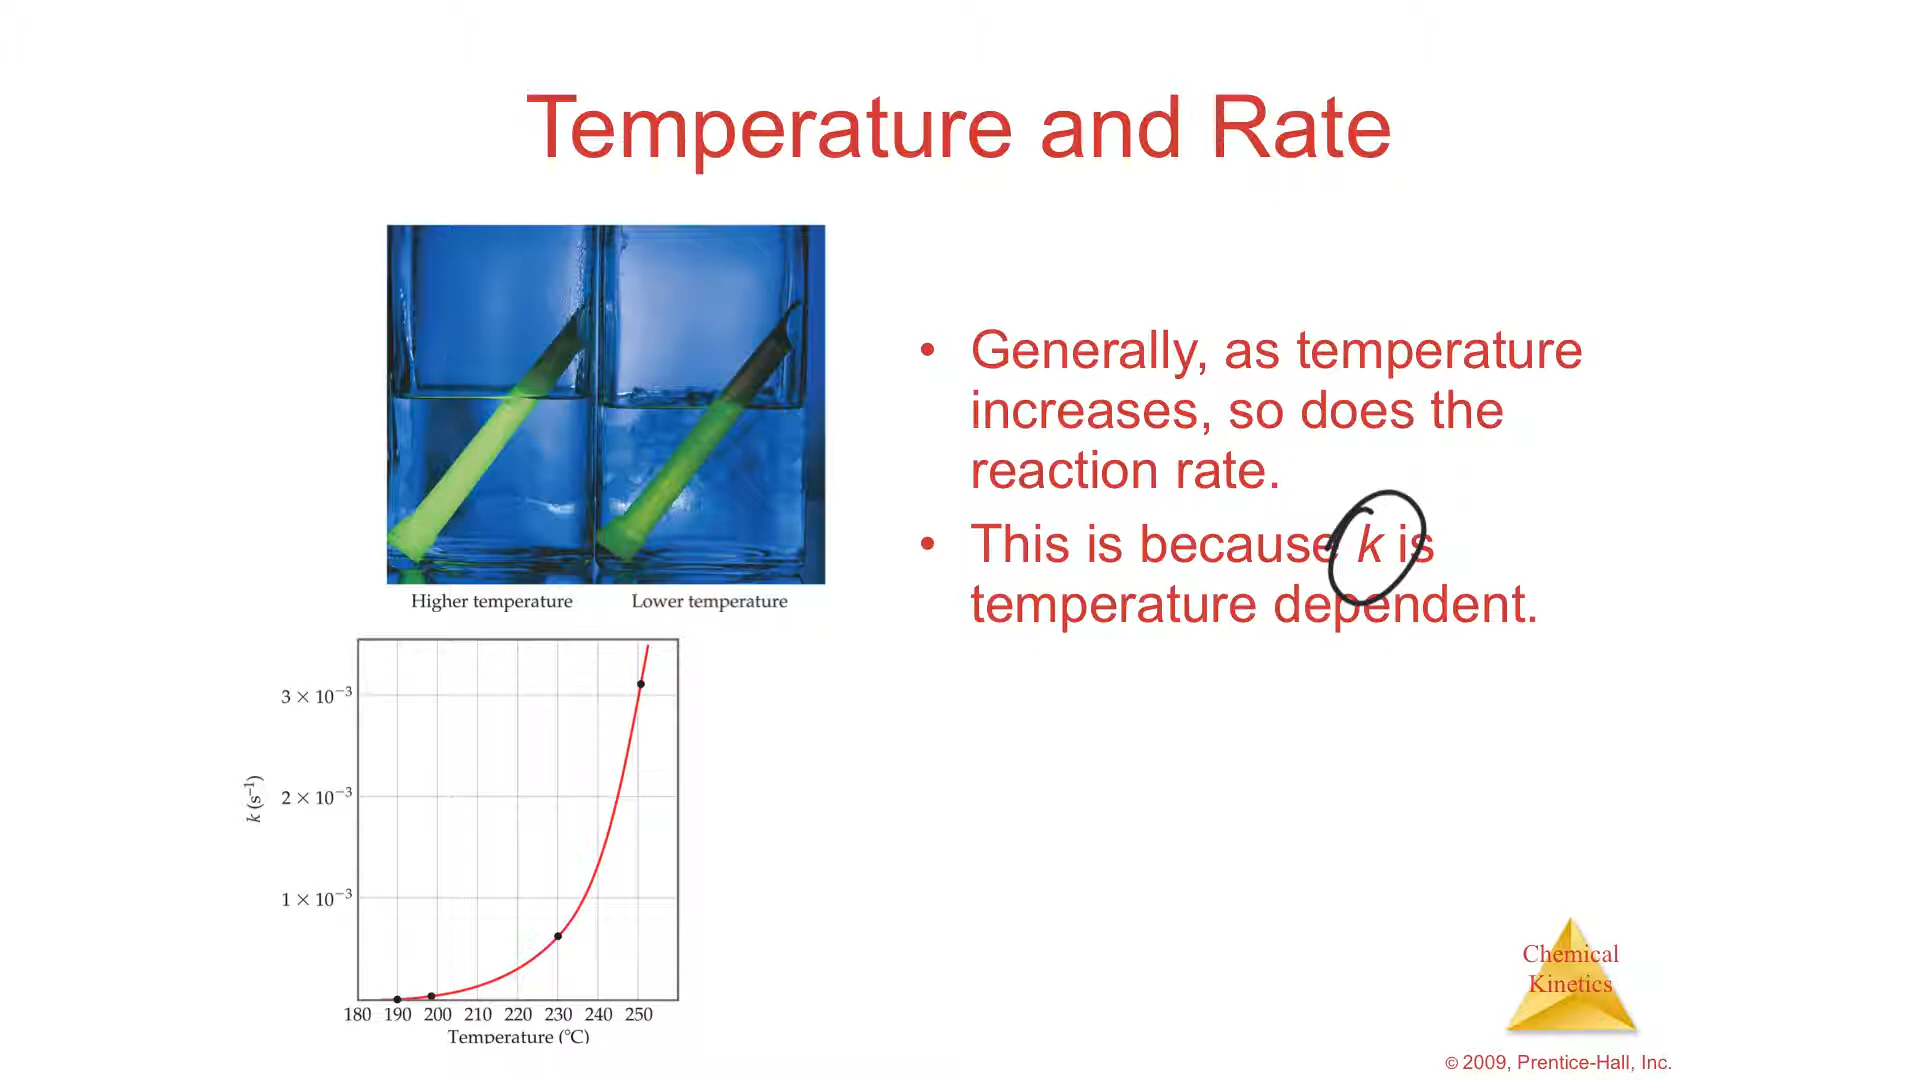 Temperature and Rate
Higher temperature
Lower temperature
• Generally, as temperature
increases, so does the
reaction rate.
• This is because k is
temperature dependent.
3 × 10⁻³
2 × 10⁻³
1 × 10⁻³
k (s⁻¹)
180 190 200 210 220 230 240 250
Temperature (°C)
Chemical
Kinetics
© 2009, Prentice-Hall, Inc.